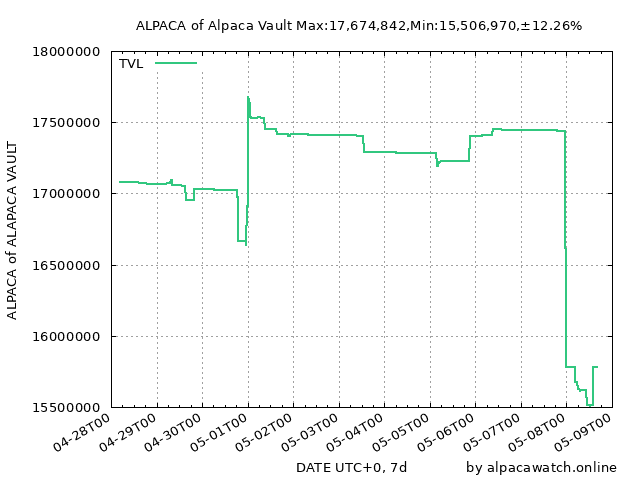 ALPACA of Alpaca Vault Max:17,674,842,Min:15,506,970,±12.26%
18000000
TVL
17500000
17000000
16500000
16000000
15500000
ALPACA of ALAPACA VAULT
04-28T00
04-29T00
04-30T00
05-01T00
05-02T00
05-03T00
05-04T00
05-05T00
05-06T00
05-07T00
05-08T00
05-09T00
DATE UTC+0, 7d
by alpacawatch.online